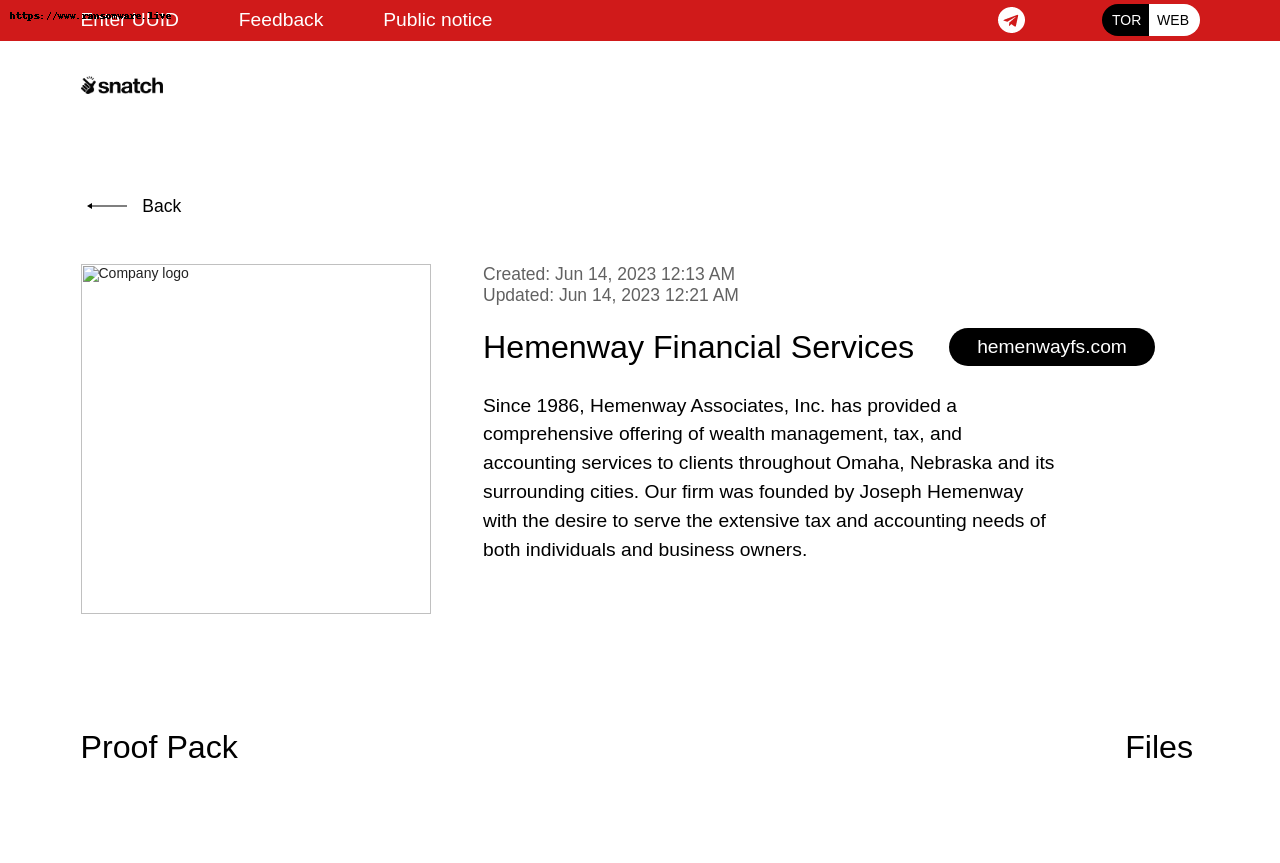 https://www.ransomware.live
Enter UUID
Feedback
Public notice
TOR
WEB
snatch
Back
Company logo
Created: Jun 14, 2023 12:13 AM
Updated: Jun 14, 2023 12:21 AM
Hemenway Financial Services
hemenwayfs.com
Since 1986, Hemenway Associates, Inc. has provided a
comprehensive offering of wealth management, tax, and
accounting services to clients throughout Omaha, Nebraska and its
surrounding cities. Our firm was founded by Joseph Hemenway
with the desire to serve the extensive tax and accounting needs of
both individuals and business owners.
Proof Pack
Files